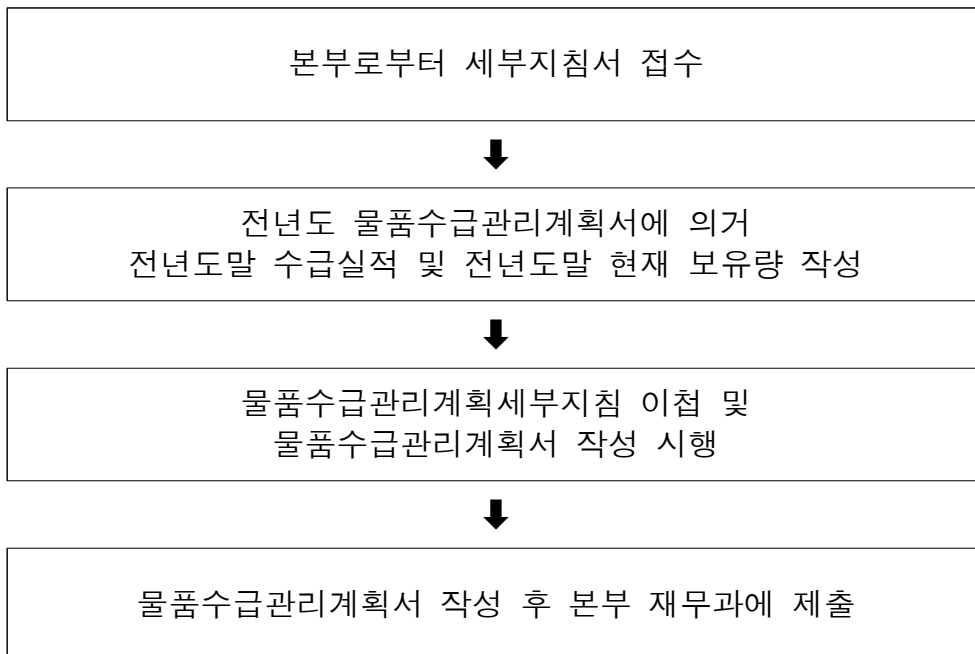 본부로부터 세부지침서 접수
전년도 물품수급관리계획서에 의거
전년도말 수급실적 및 전년도말 현재 보유량 작성
물품수급관리계획세부지침 이첩 및
물품수급관리계획서 작성 시행
물품수급관리계획서 작성 후 본부 재무과에 제출